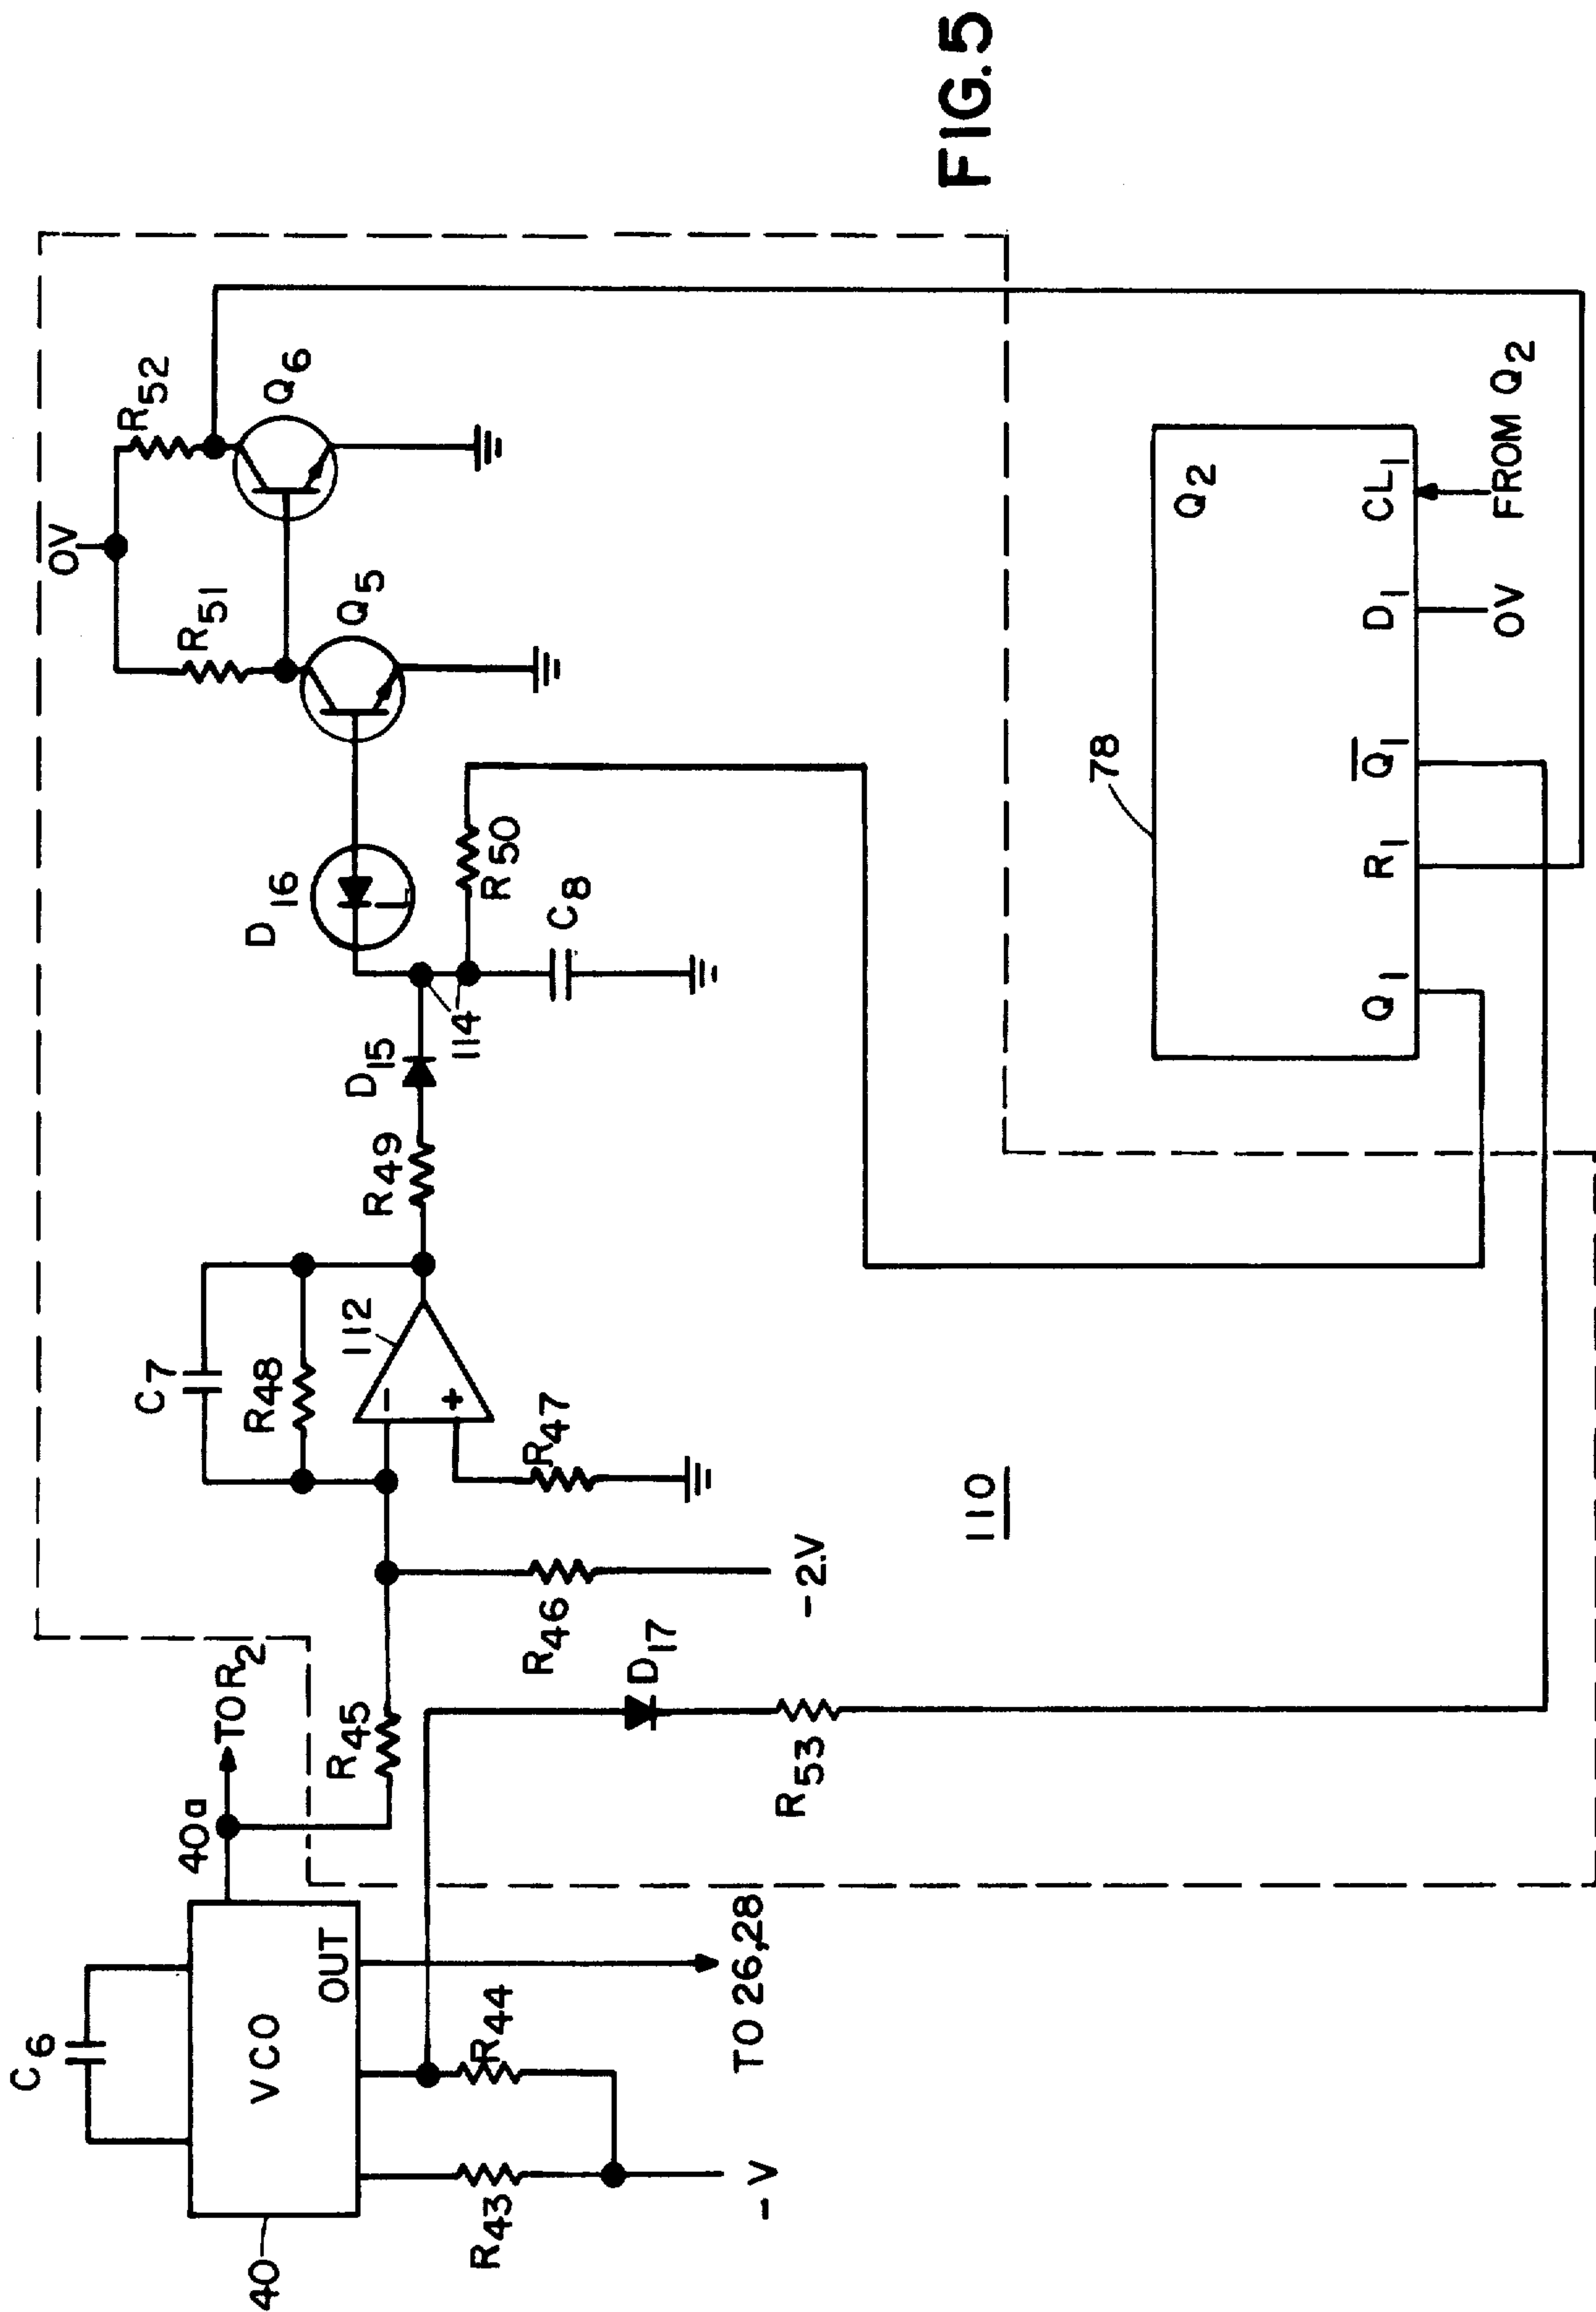 FIG. 5
C6
40
VCO
OUT
40a
TO R2
R43
R44
-V
TO 26,28
R45
R46
-2.V
D17
R53
C7
R48
112
-
+
R47
110
R49
D15
114
C8
R50
D16
Q5
R51
0V
R52
Q6
78
Q2
Q1
R1
Q̅1
D1
CL1
0V
FROM Q2